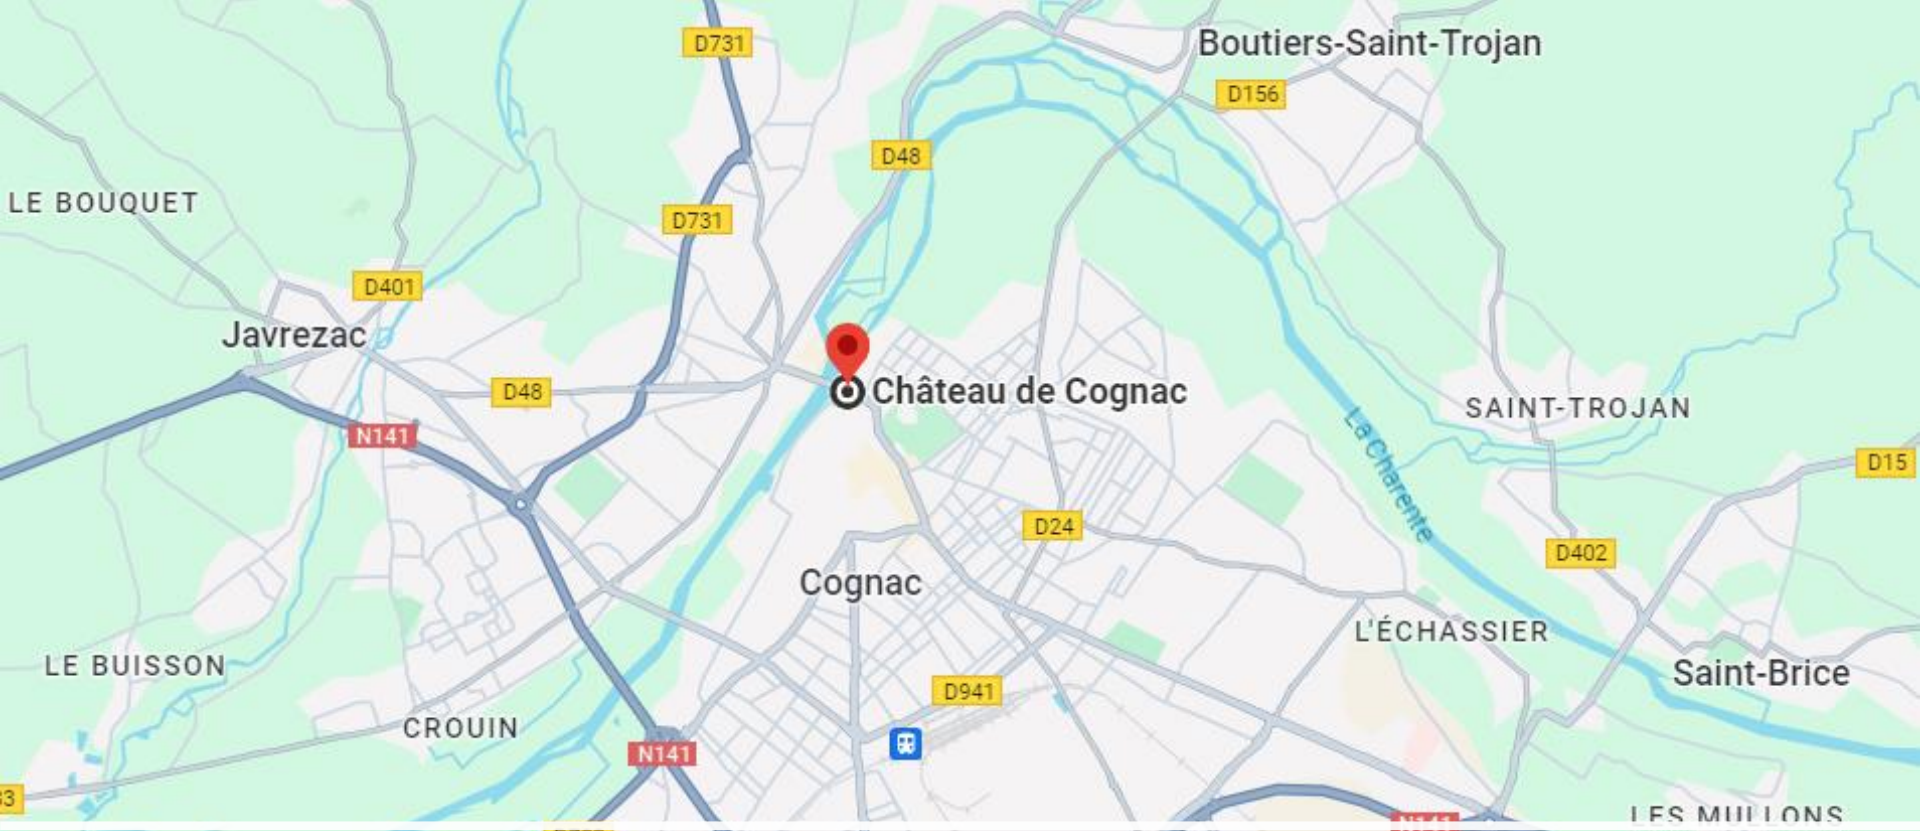 D731
Boutiers-Saint-Trojan
D156
D48
LE BOUQUET
D731
D401
Javrezac
D48
Château de Cognac
SAINT-TROJAN
N141
La Charente
D15
D24
D402
Cognac
L'ÉCHASSIER
LE BUISSON
Saint-Brice
D941
CROUIN
N141
LES MULLONS
N141